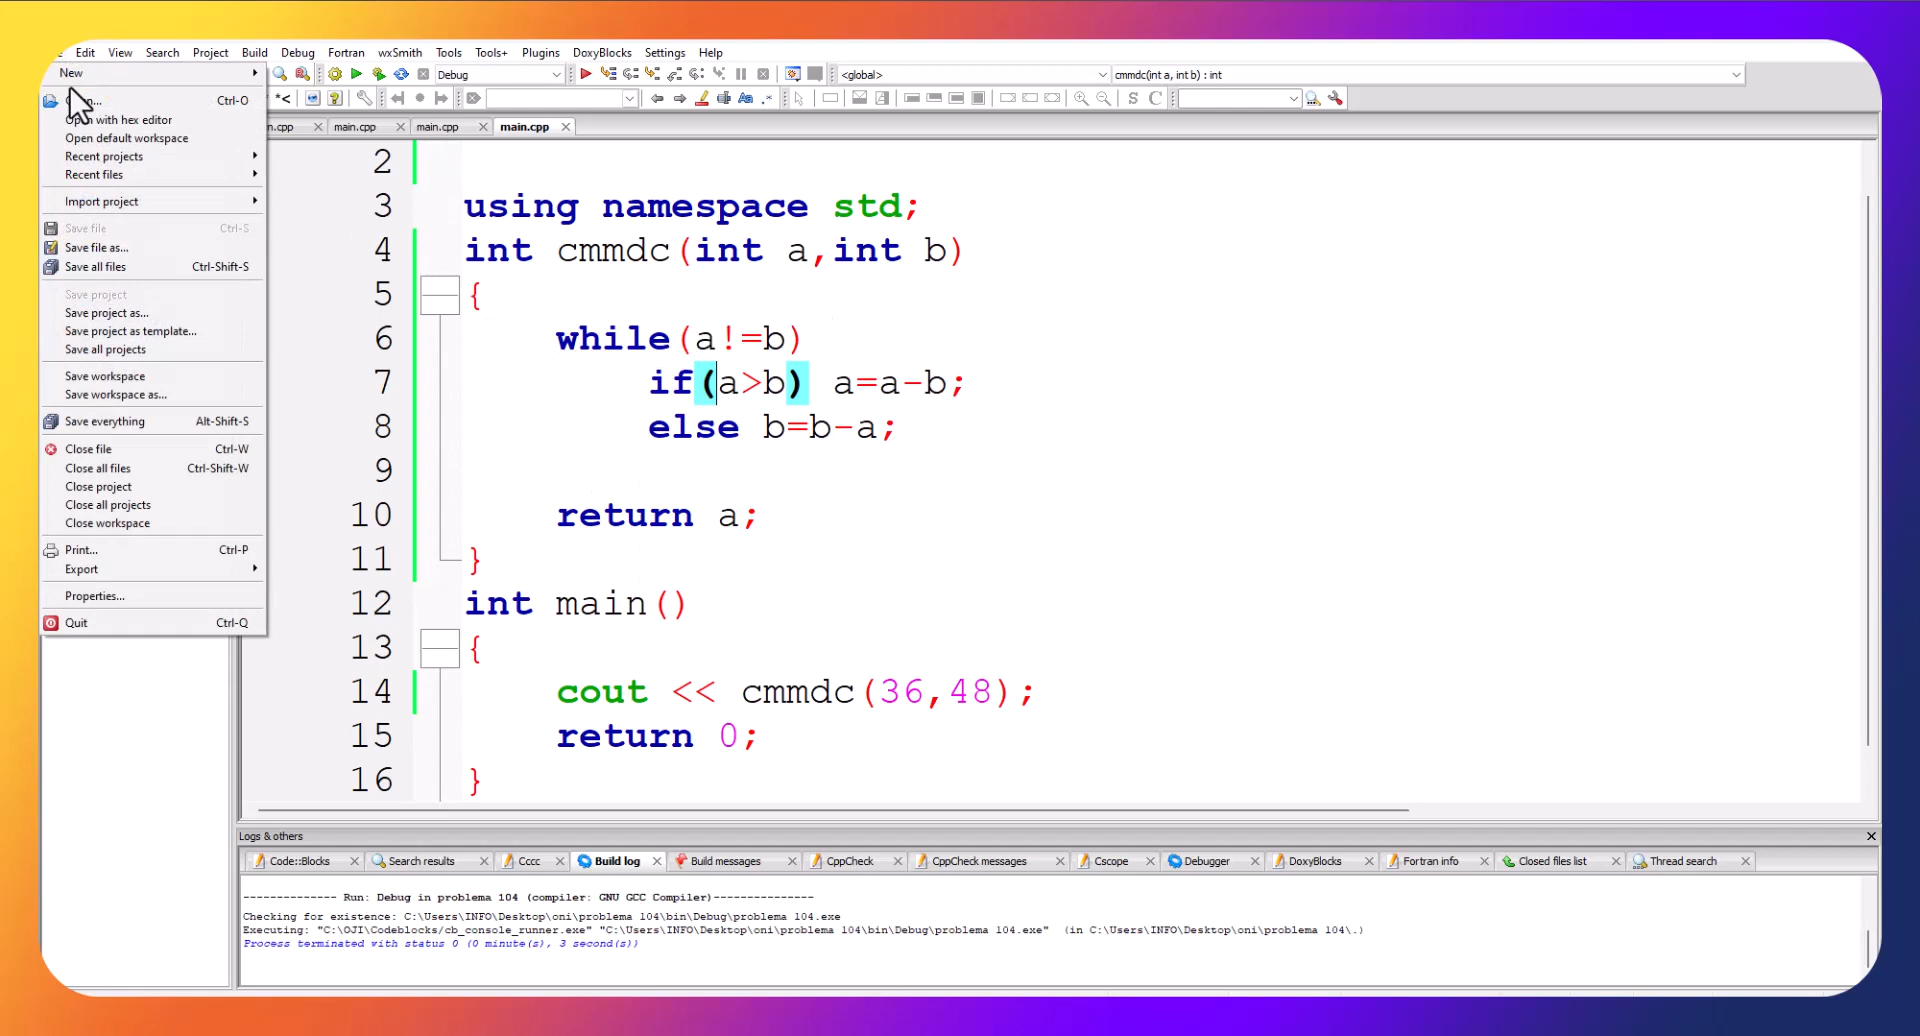 Edit View Search Project Build Debug Fortran wxSmith Tools Tools+ Plugins DoxyBlocks Settings Help
New
Ctrl-O
Open with hex editor
Open default workspace
Recent projects
Recent files
Import project
Save file Ctrl-S
Save file as...
Save all files Ctrl-Shift-S
Save project
Save project as...
Save project as template...
Save all projects
Save workspace
Save workspace as...
Save everything Alt-Shift-S
Close file Ctrl-W
Close all files Ctrl-Shift-W
Close project
Close all projects
Close workspace
Print... Ctrl-P
Export
Properties...
Quit Ctrl-Q
Debug <global> cmmdc(int a, int b) : int
*< Aa .* S C
n.cpp main.cpp main.cpp main.cpp
2
3 using namespace std;
4 int cmmdc(int a,int b)
5 {
6 while(a!=b)
7 if(a>b) a=a-b;
8 else b=b-a;
9
10 return a;
11 }
12 int main()
13 {
14 cout << cmmdc(36,48);
15 return 0;
16 }
Logs & others
Code::Blocks Search results Cccc Build log Build messages CppCheck CppCheck messages Cscope Debugger DoxyBlocks Fortran info Closed files list Thread search
-------------- Run: Debug in problema 104 (compiler: GNU GCC Compiler)---------------
Checking for existence: C:\Users\INFO\Desktop\oni\problema 104\bin\Debug\problema 104.exe
Executing: "C:\OJI\Codeblocks/cb_console_runner.exe" "C:\Users\INFO\Desktop\oni\problema 104\bin\Debug\problema 104.exe" (in C:\Users\INFO\Desktop\oni\problema 104\.)
Process terminated with status 0 (0 minute(s), 3 second(s))